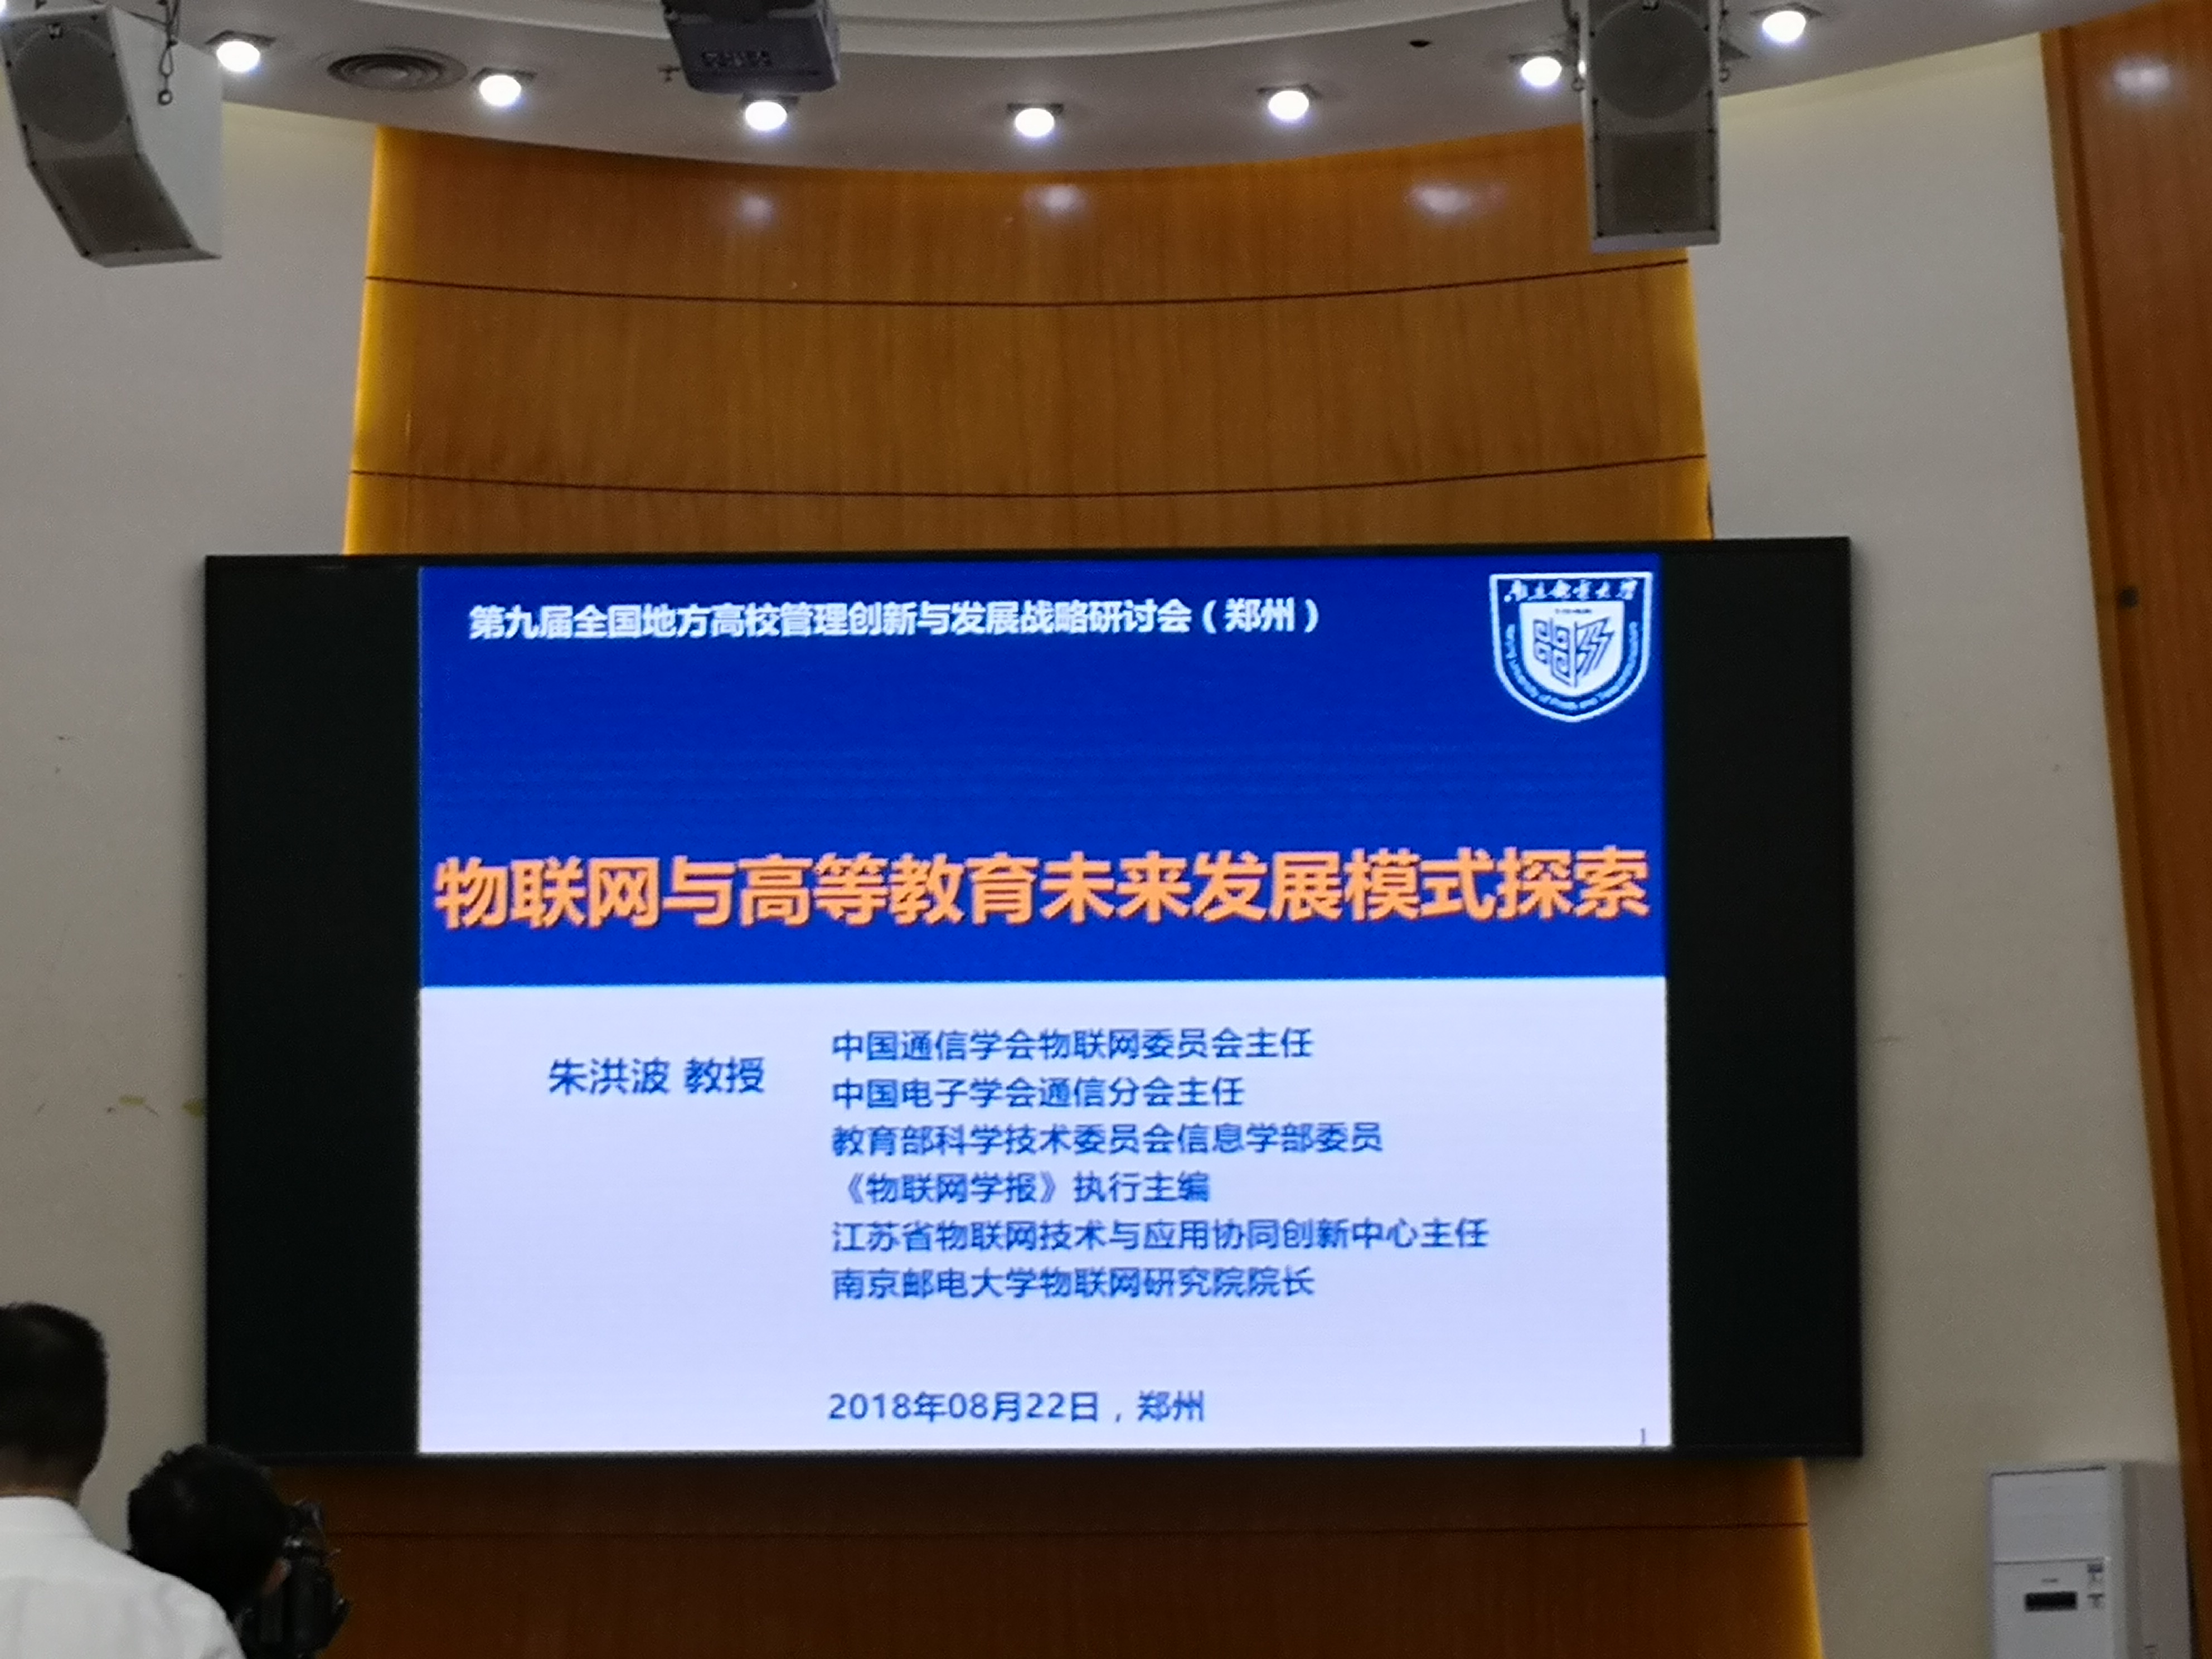 第九届全国地方高校管理创新与发展战略研讨会（郑州）
南京邮电大学
物联网与高等教育未来发展模式探索
朱洪波 教授
中国通信学会物联网委员会主任
中国电子学会通信分会主任
教育部科学技术委员会信息学部委员
《物联网学报》执行主编
江苏省物联网技术与应用协同创新中心主任
南京邮电大学物联网研究院院长
2018年08月22日，郑州
1